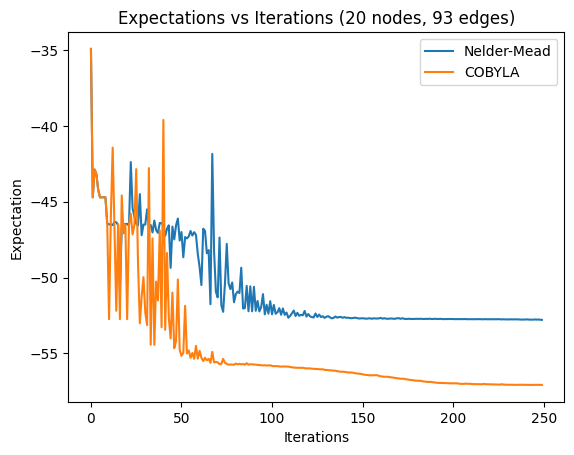 Expectations vs Iterations (20 nodes, 93 edges)
Nelder-Mead
COBYLA
Expectation
−35
−40
−45
−50
−55
0
50
100
150
200
250
Iterations